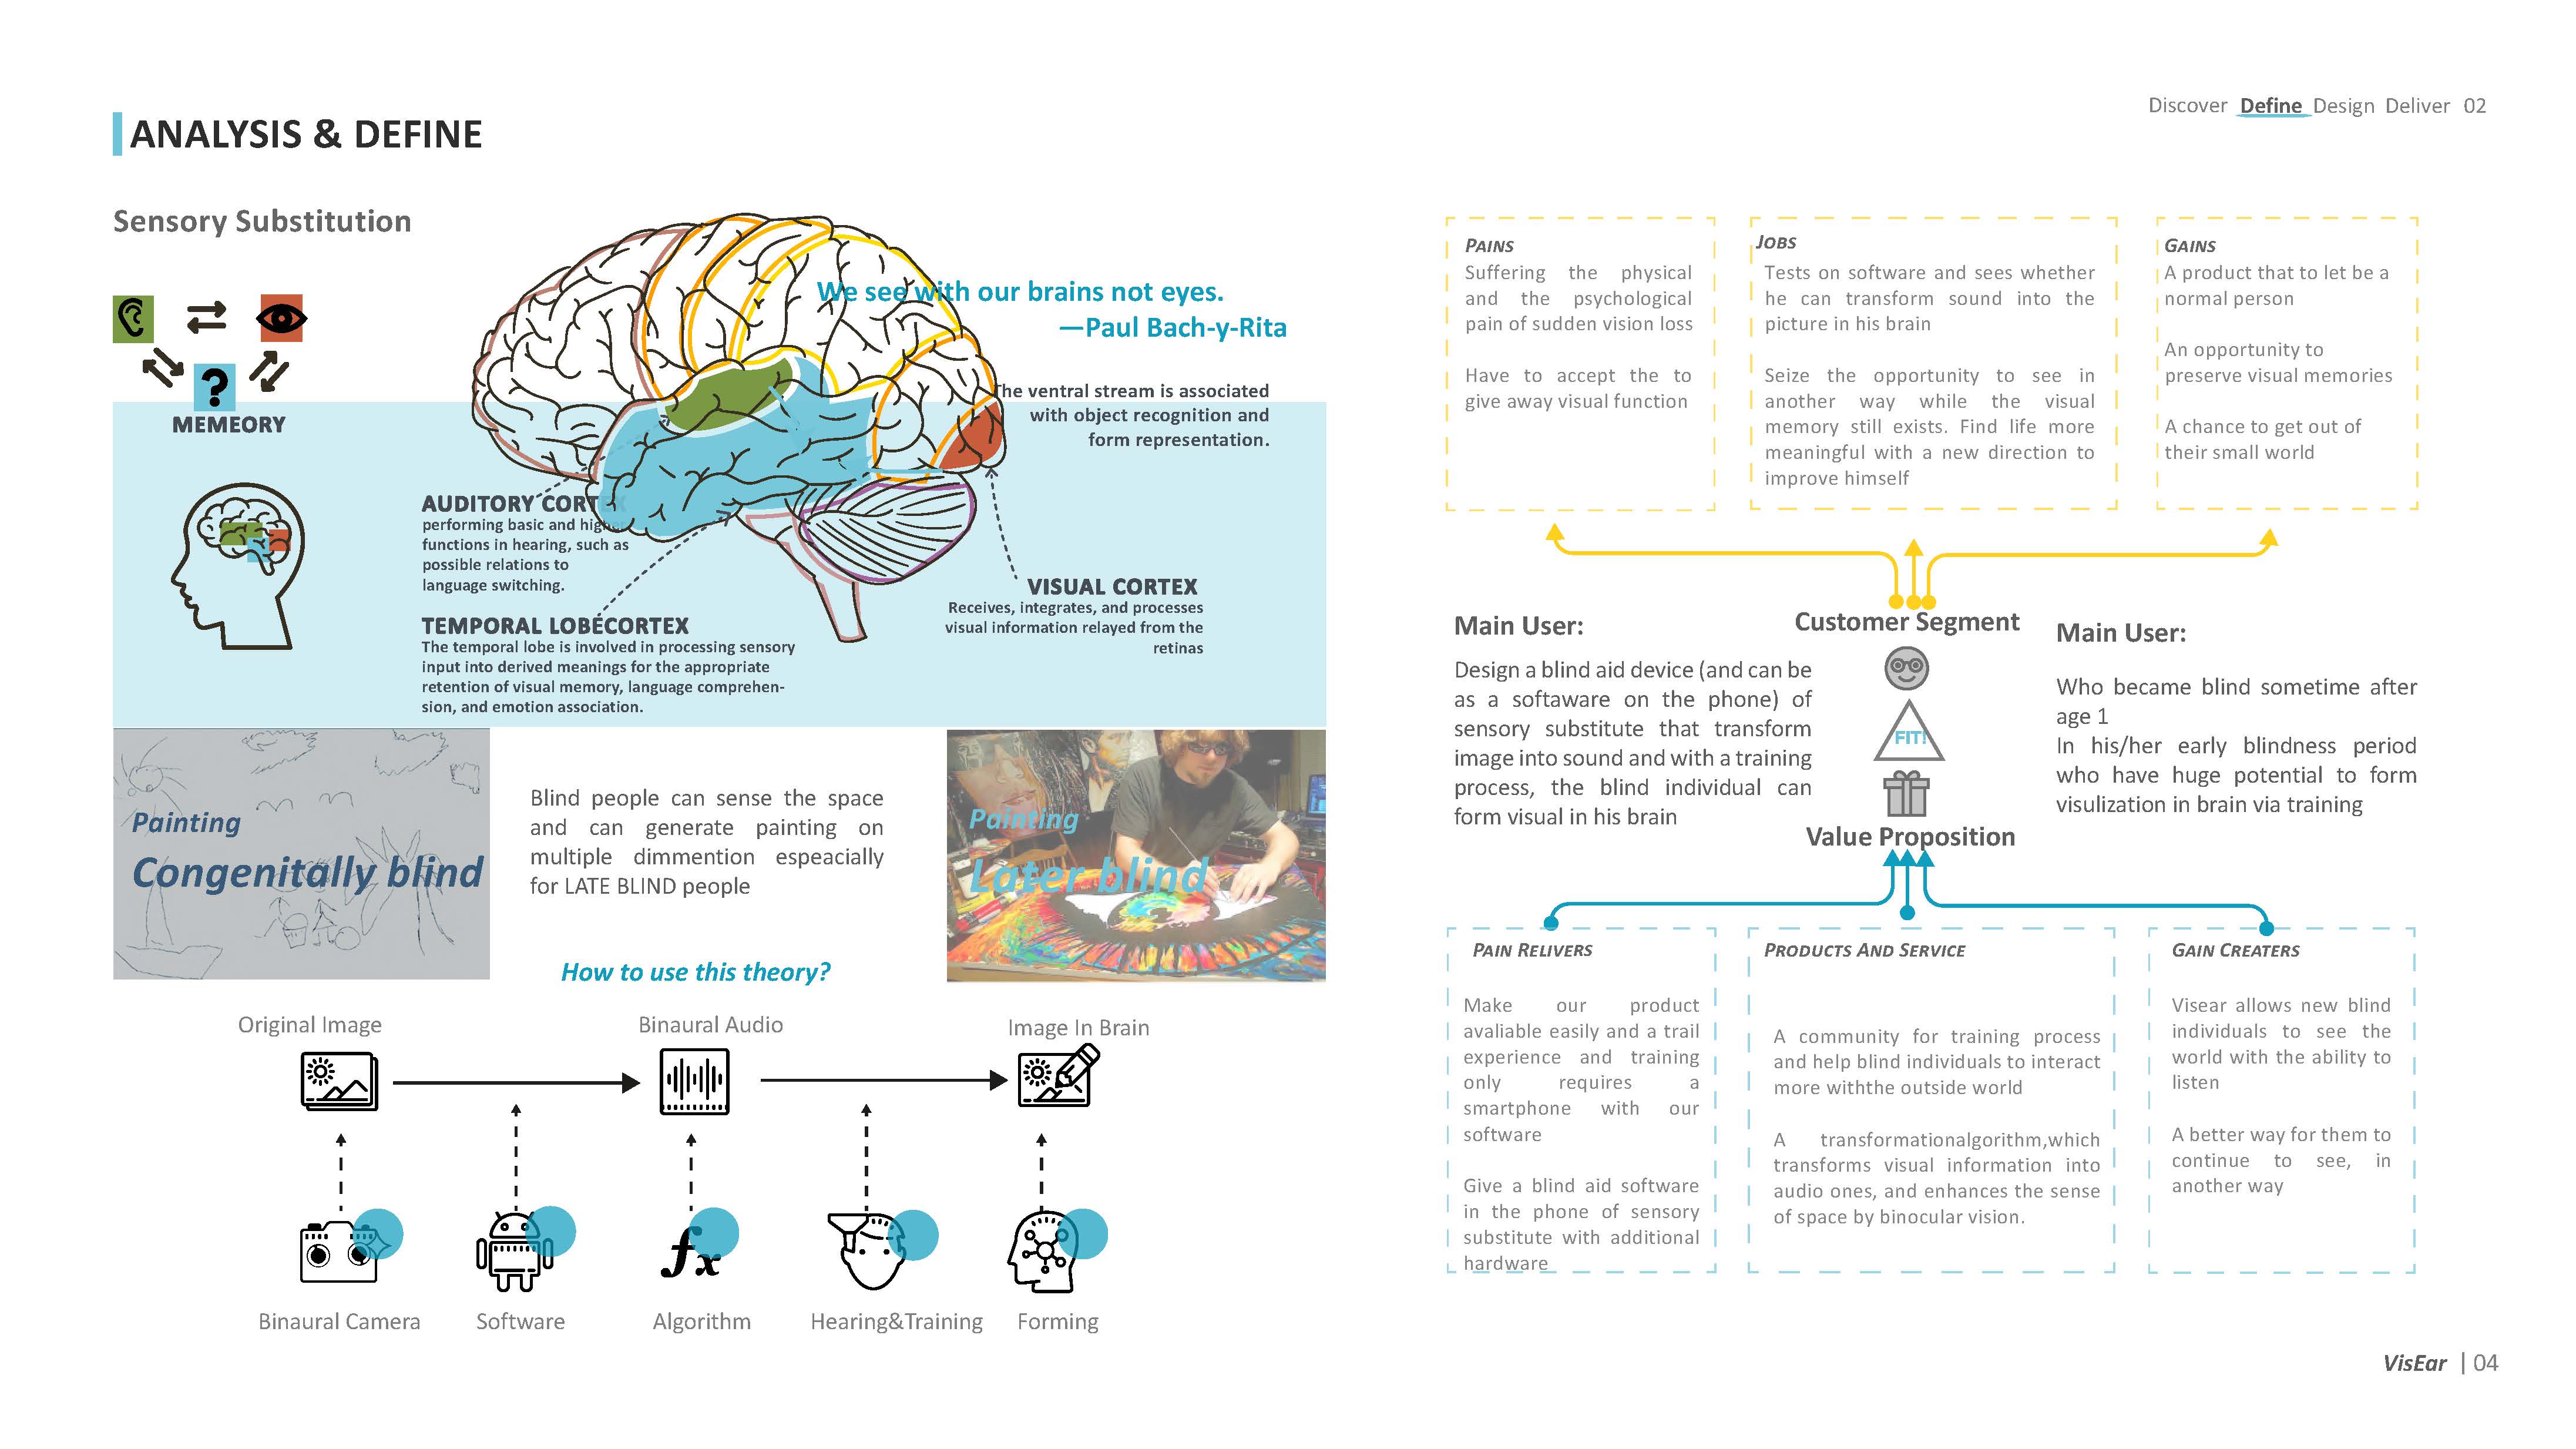 ANALYSIS & DEFINE
Discover Define Design Deliver 02
Sensory Substitution
?
MEMEORY
We see with our brains not eyes.
—Paul Bach-y-Rita
The ventral stream is associated
with object recognition and
form representation.
AUDITORY CORTEX
performing basic and higher
functions in hearing, such as
possible relations to
language switching.
TEMPORAL LOBECORTEX
The temporal lobe is involved in processing sensory
input into derived meanings for the appropriate
retention of visual memory, language comprehen-
sion, and emotion association.
VISUAL CORTEX
Receives, integrates, and processes
visual information relayed from the
retinas
Painting
Congenitally blind
Blind people can sense the space
and can generate painting on
multiple dimmention espeacially
for LATE BLIND people
Painting
Later blind
How to use this theory?
Original Image
Binaural Audio
Image In Brain
fx
Binaural Camera
Software
Algorithm
Hearing&Training
Forming
PAINS
Suffering the physical
and the psychological
pain of sudden vision loss
Have to accept the to
give away visual function
JOBS
Tests on software and sees whether
he can transform sound into the
picture in his brain
Seize the opportunity to see in
another way while the visual
memory still exists. Find life more
meaningful with a new direction to
improve himself
GAINS
A product that to let be a
normal person
An opportunity to
preserve visual memories
A chance to get out of
their small world
Main User:
Design a blind aid device (and can be
as a softaware on the phone) of
sensory substitute that transform
image into sound and with a training
process, the blind individual can
form visual in his brain
Customer Segment
FIT!
Value Proposition
Main User:
Who became blind sometime after
age 1
In his/her early blindness period
who have huge potential to form
visulization in brain via training
PAIN RELIVERS
Make our product
avaliable easily and a trail
experience and training
only requires a
smartphone with our
software
Give a blind aid software
in the phone of sensory
substitute with additional
hardware
PRODUCTS AND SERVICE
A community for training process
and help blind individuals to interact
more withthe outside world
A transformationalgorithm,which
transforms visual information into
audio ones, and enhances the sense
of space by binocular vision.
GAIN CREATERS
Visear allows new blind
individuals to see the
world with the ability to
listen
A better way for them to
continue to see, in
another way
VisEar | 04